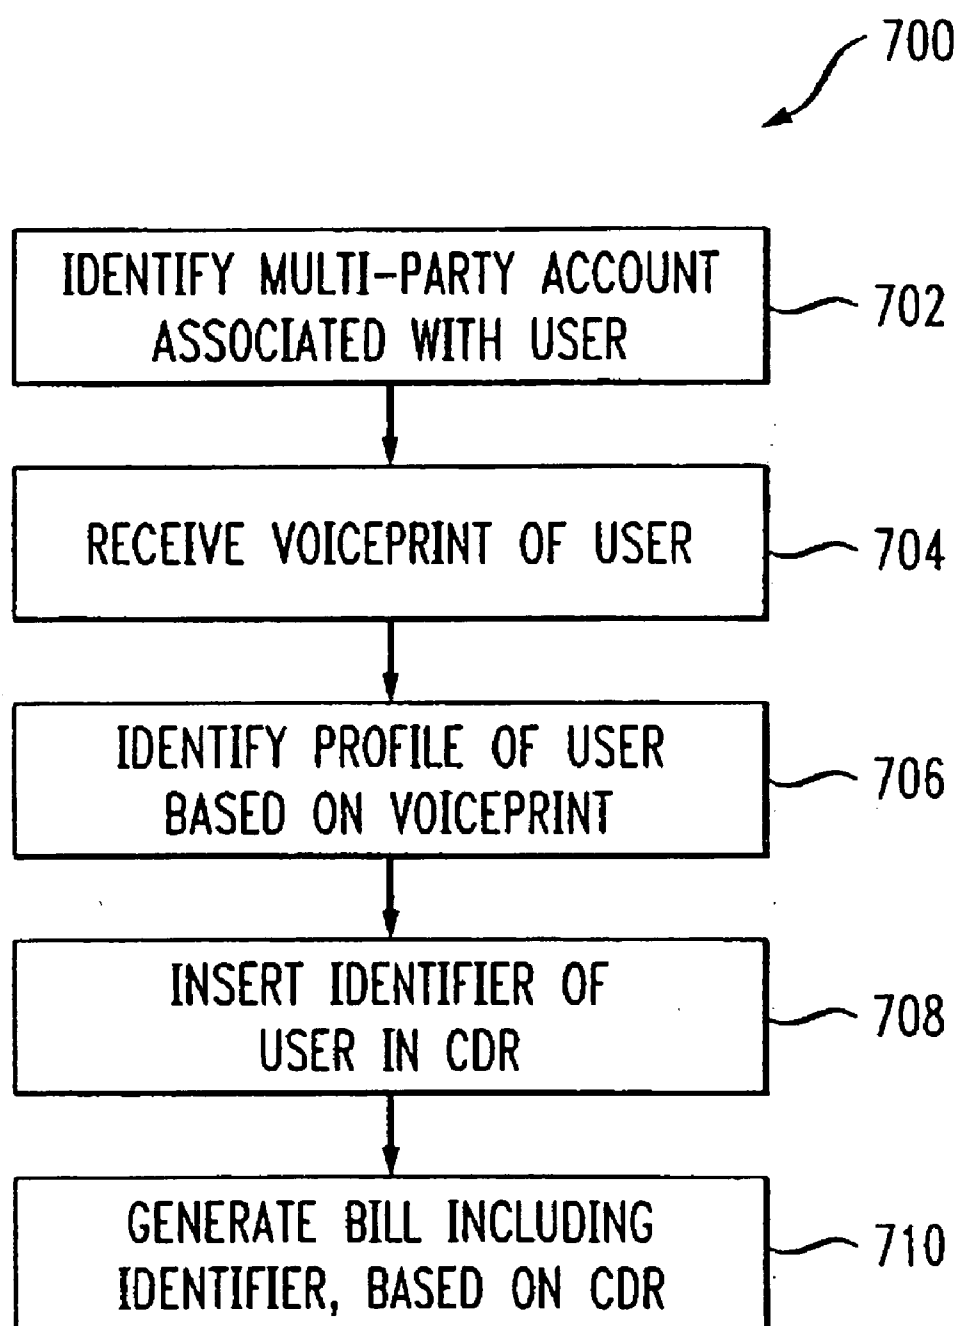 700
IDENTIFY MULTI-PARTY ACCOUNT
ASSOCIATED WITH USER
702
RECEIVE VOICEPRINT OF USER
704
IDENTIFY PROFILE OF USER
BASED ON VOICEPRINT
706
INSERT IDENTIFIER OF
USER IN CDR
708
GENERATE BILL INCLUDING
IDENTIFIER, BASED ON CDR
710